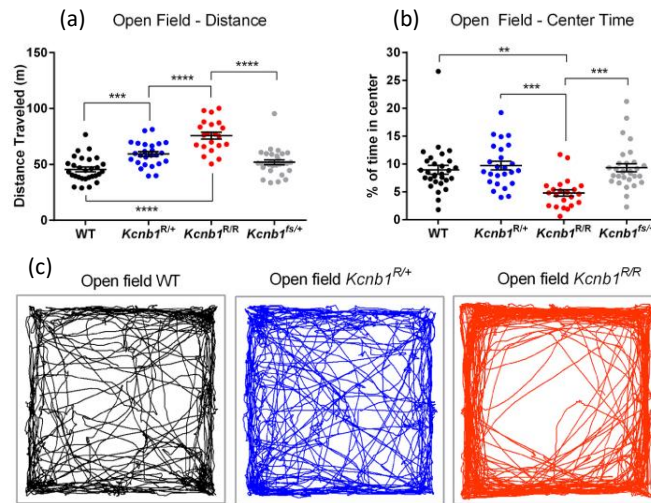 (a)
Open Field - Distance
Distance Traveled (m)
150
100
50
0
***
****
****
****
WT
Kcnb1R/+
Kcnb1R/R
Kcnb1fs/+
(b)
Open Field - Center Time
% of time in center
30
25
20
15
10
5
0
**
***
***
WT
Kcnb1R/+
Kcnb1R/R
Kcnb1fs/+
(c)
Open field WT
Open field Kcnb1R/+
Open field Kcnb1R/R